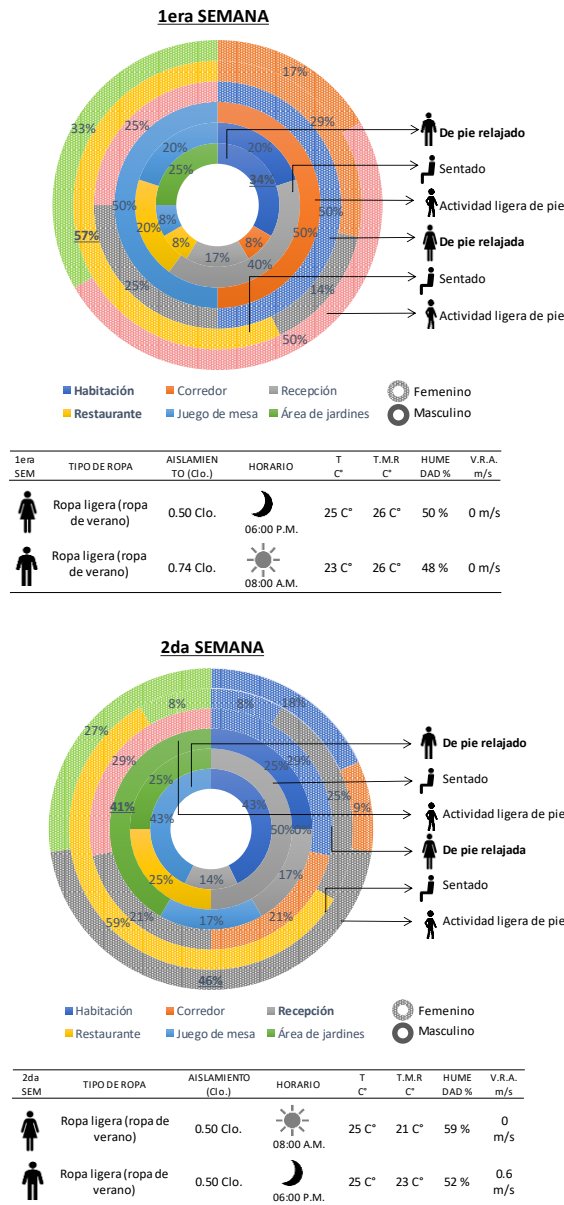 1era SEMANA
17%
33%
25%
29%
20%
20%
De pie relajado
25%
34%
Sentado
50%
8%
50%
Actividad ligera de pie
57%
20%
8%
8%
50%
De pie relajada
17%
40%
25%
14%
Sentado
50%
Actividad ligera de pie
Habitación Corredor Recepción Femenino
Restaurante Juego de mesa Área de jardines Masculino
1era SEM TIPO DE ROPA AISLAMIEN TO (Clo.) HORARIO T C° T.M.R C° HUME DAD % V.R.A. m/s
Ropa ligera (ropa de verano) 0.50 Clo. 06:00 P.M. 25 C° 26 C° 50 % 0 m/s
Ropa ligera (ropa de verano) 0.74 Clo. 08:00 A.M. 23 C° 26 C° 48 % 0 m/s
2da SEMANA
8%
8%
18%
27%
De pie relajado
29%
25%
25%
29%
Sentado
25%
41%
43%
43%
9%
Actividad ligera de pie
50%
0%
De pie relajada
25%
14%
17%
Sentado
59%
21%
17%
21%
Actividad ligera de pie
46%
Habitación Corredor Recepción Femenino
Restaurante Juego de mesa Área de jardines Masculino
2da SEM TIPO DE ROPA AISLAMIENTO (Clo.) HORARIO T C° T.M.R C° HUME DAD % V.R.A. m/s
Ropa ligera (ropa de verano) 0.50 Clo. 08:00 A.M. 25 C° 21 C° 59 % 0 m/s
Ropa ligera (ropa de verano) 0.50 Clo. 06:00 P.M. 25 C° 23 C° 52 % 0.6 m/s